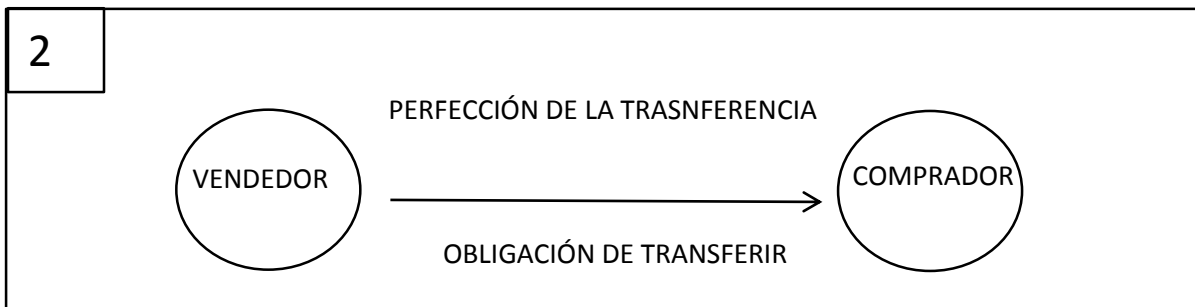 2
PERFECCIÓN DE LA TRASNFERENCIA
VENDEDOR
COMPRADOR
OBLIGACIÓN DE TRANSFERIR